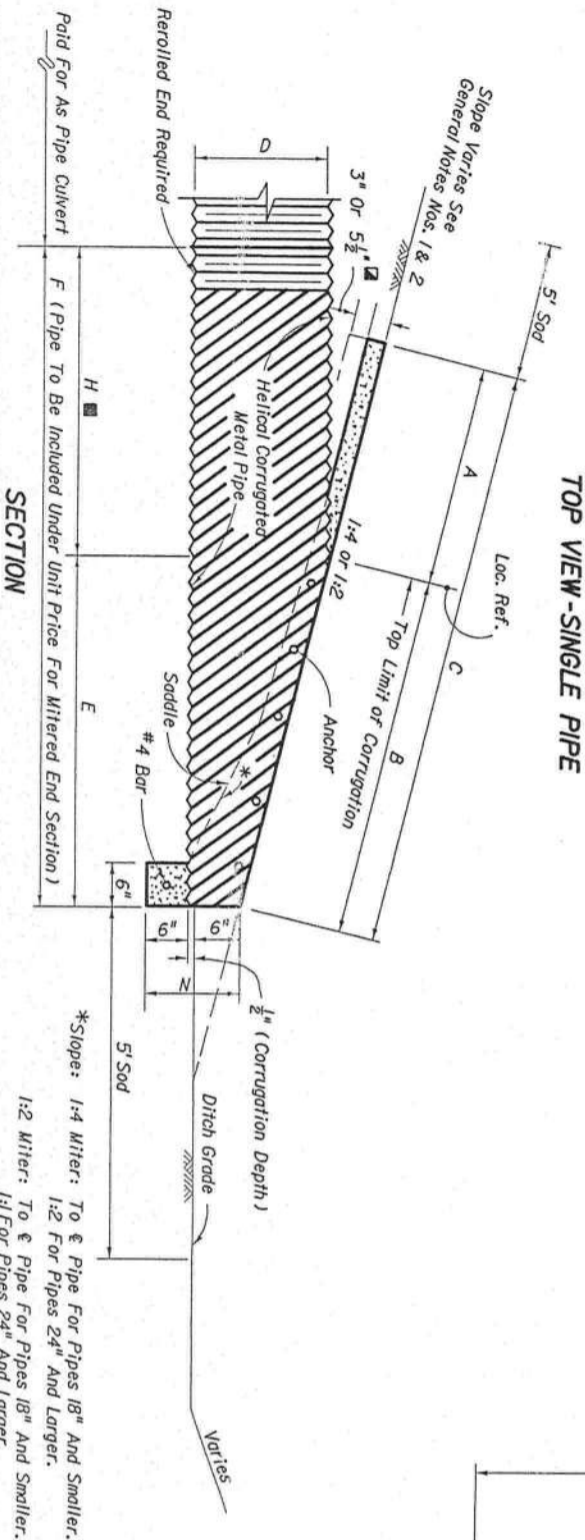 TOP VIEW-SINGLE PIPE
5' Sod
Slope Varies See
General Notes Nos. 1 & 2
A
Loc. Ref.
C
Top Limit of Corrugation
B
1:4 or 1:2
3" Or 5½"
D
Rerolled End Required
Helical Corrugated
Metal Pipe
Anchor
Saddle
*
#4 Bar
6"
6"
6"
N
½" (Corrugation Depth)
Ditch Grade
Varies
5' Sod
Paid For As Pipe Culvert
H
E
F (Pipe To Be Included Under Unit Price For Mitered End Section)
SECTION
*Slope: 1:4 Miter: To ℄ Pipe For Pipes 18" And Smaller.
1:2 For Pipes 24" And Larger.
1:2 Miter: To ℄ Pipe For Pipes 18" And Smaller.
1:1 For Pipes 24" And Larger.